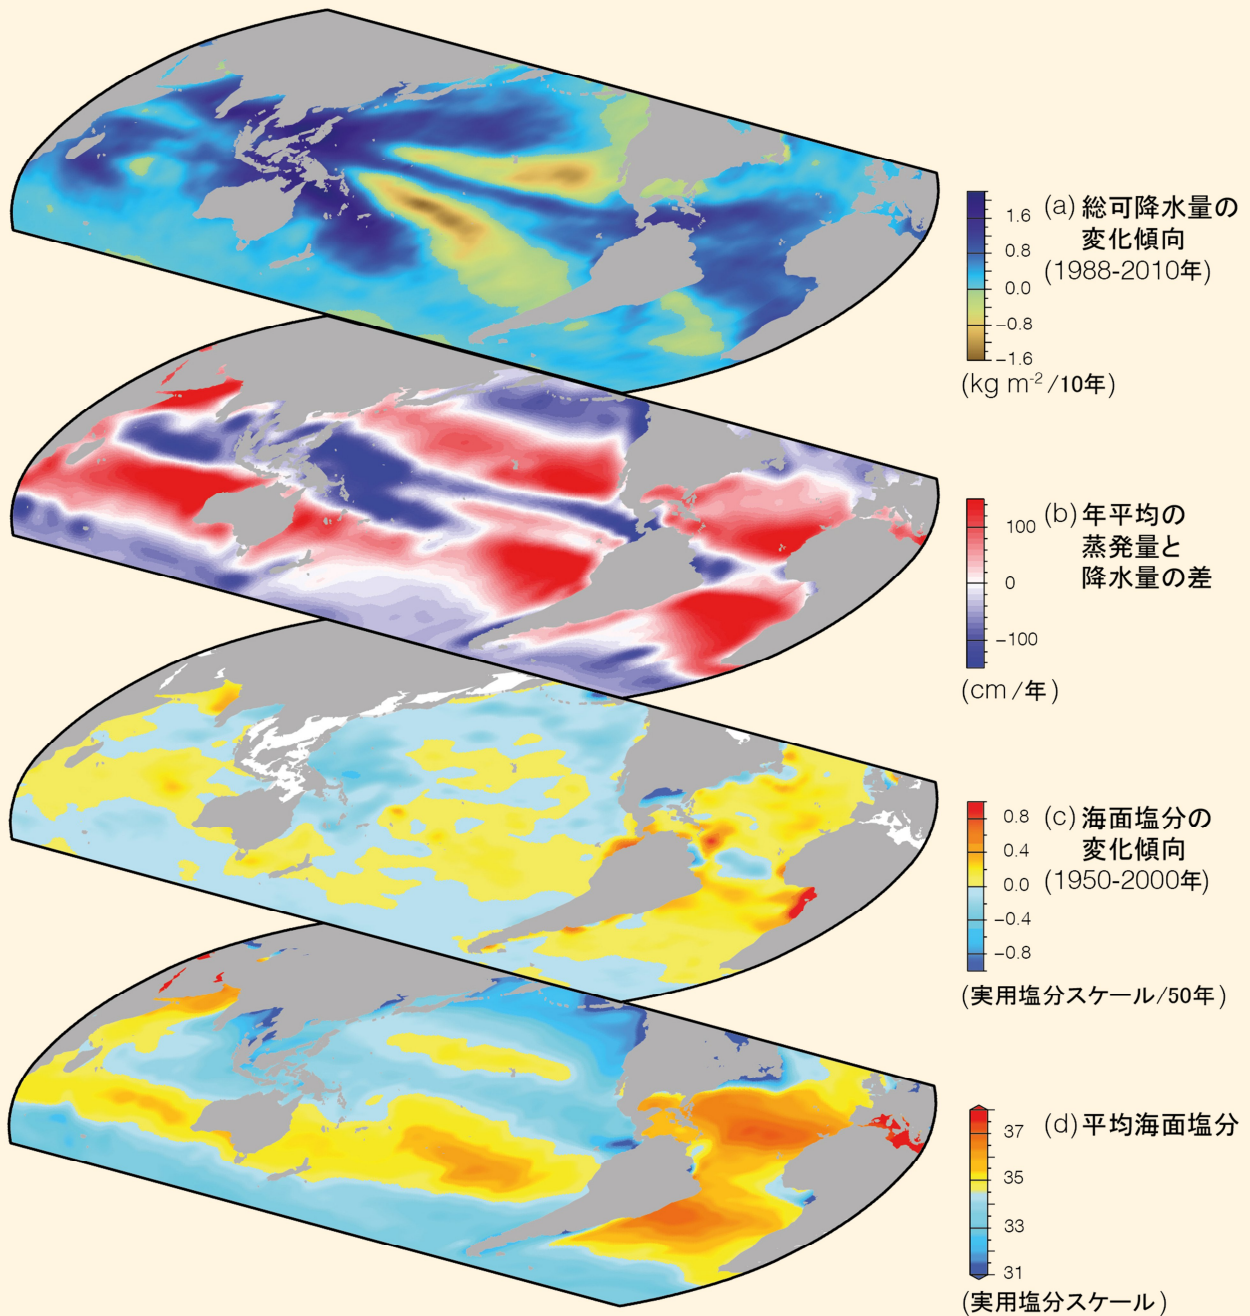 1.6
0.8
0.0
−0.8
−1.6
(a) 総可降水量の
変化傾向
(1988-2010年)
(kg m⁻² /10年)
100
0
−100
(b) 年平均の
蒸発量と
降水量の差
(cm/年)
0.8
0.4
0.0
−0.4
−0.8
(c) 海面塩分の
変化傾向
(1950-2000年)
(実用塩分スケール/50年)
37
35
33
31
(d) 平均海面塩分
(実用塩分スケール)